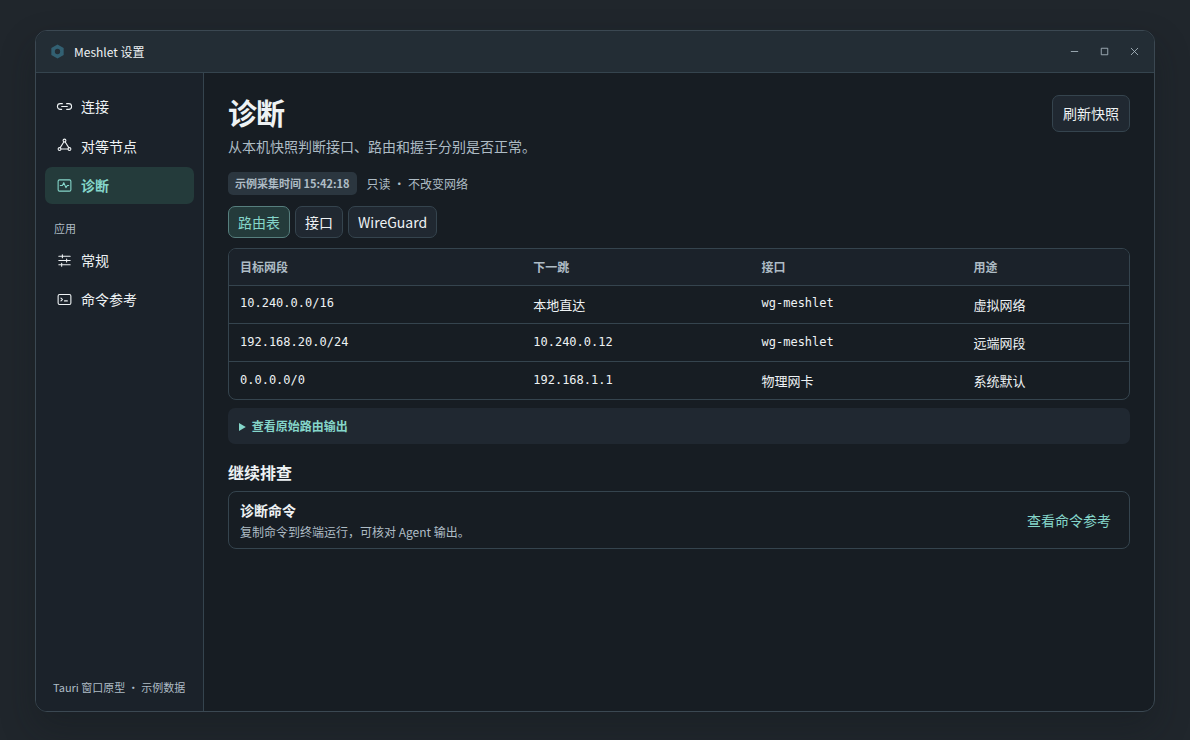 Meshlet 设置
连接
对等节点
诊断
应用
常规
命令参考
Tauri 窗口原型 · 示例数据
诊断
刷新快照
从本机快照判断接口、路由和握手分别是否正常。
示例采集时间 15:42:18 只读 · 不改变网络
路由表 接口 WireGuard
目标网段 下一跳 接口 用途
10.240.0.0/16 本地直达 wg-meshlet 虚拟网络
192.168.20.0/24 10.240.0.12 wg-meshlet 远端网段
0.0.0.0/0 192.168.1.1 物理网卡 系统默认
查看原始路由输出
继续排查
诊断命令
复制命令到终端运行，可核对 Agent 输出。
查看命令参考